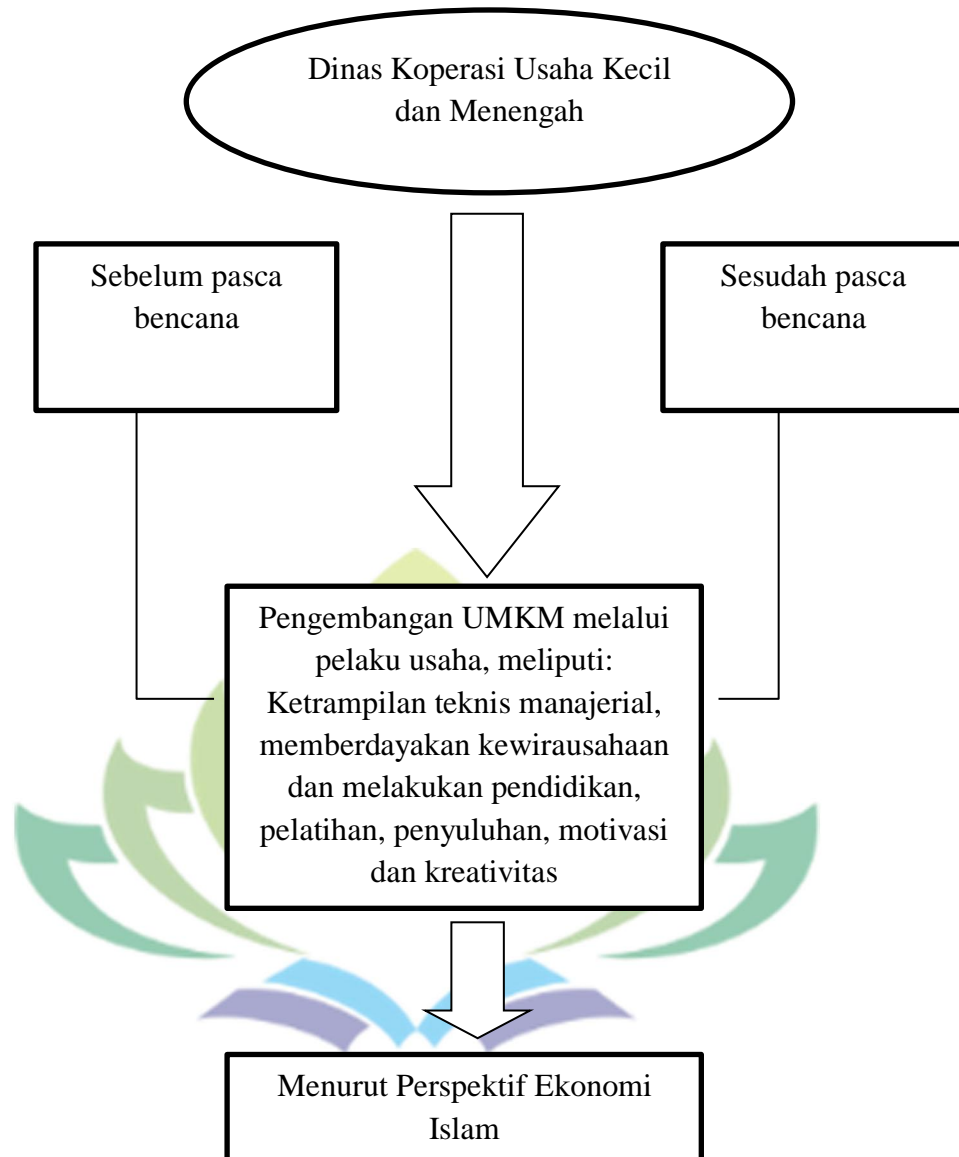 Dinas Koperasi Usaha Kecil
dan Menengah
Sebelum pasca
bencana
Sesudah pasca
bencana
Pengembangan UMKM melalui
pelaku usaha, meliputi:
Ketrampilan teknis manajerial,
memberdayakan kewirausahaan
dan melakukan pendidikan,
pelatihan, penyuluhan, motivasi
dan kreativitas
Menurut Perspektif Ekonomi
Islam